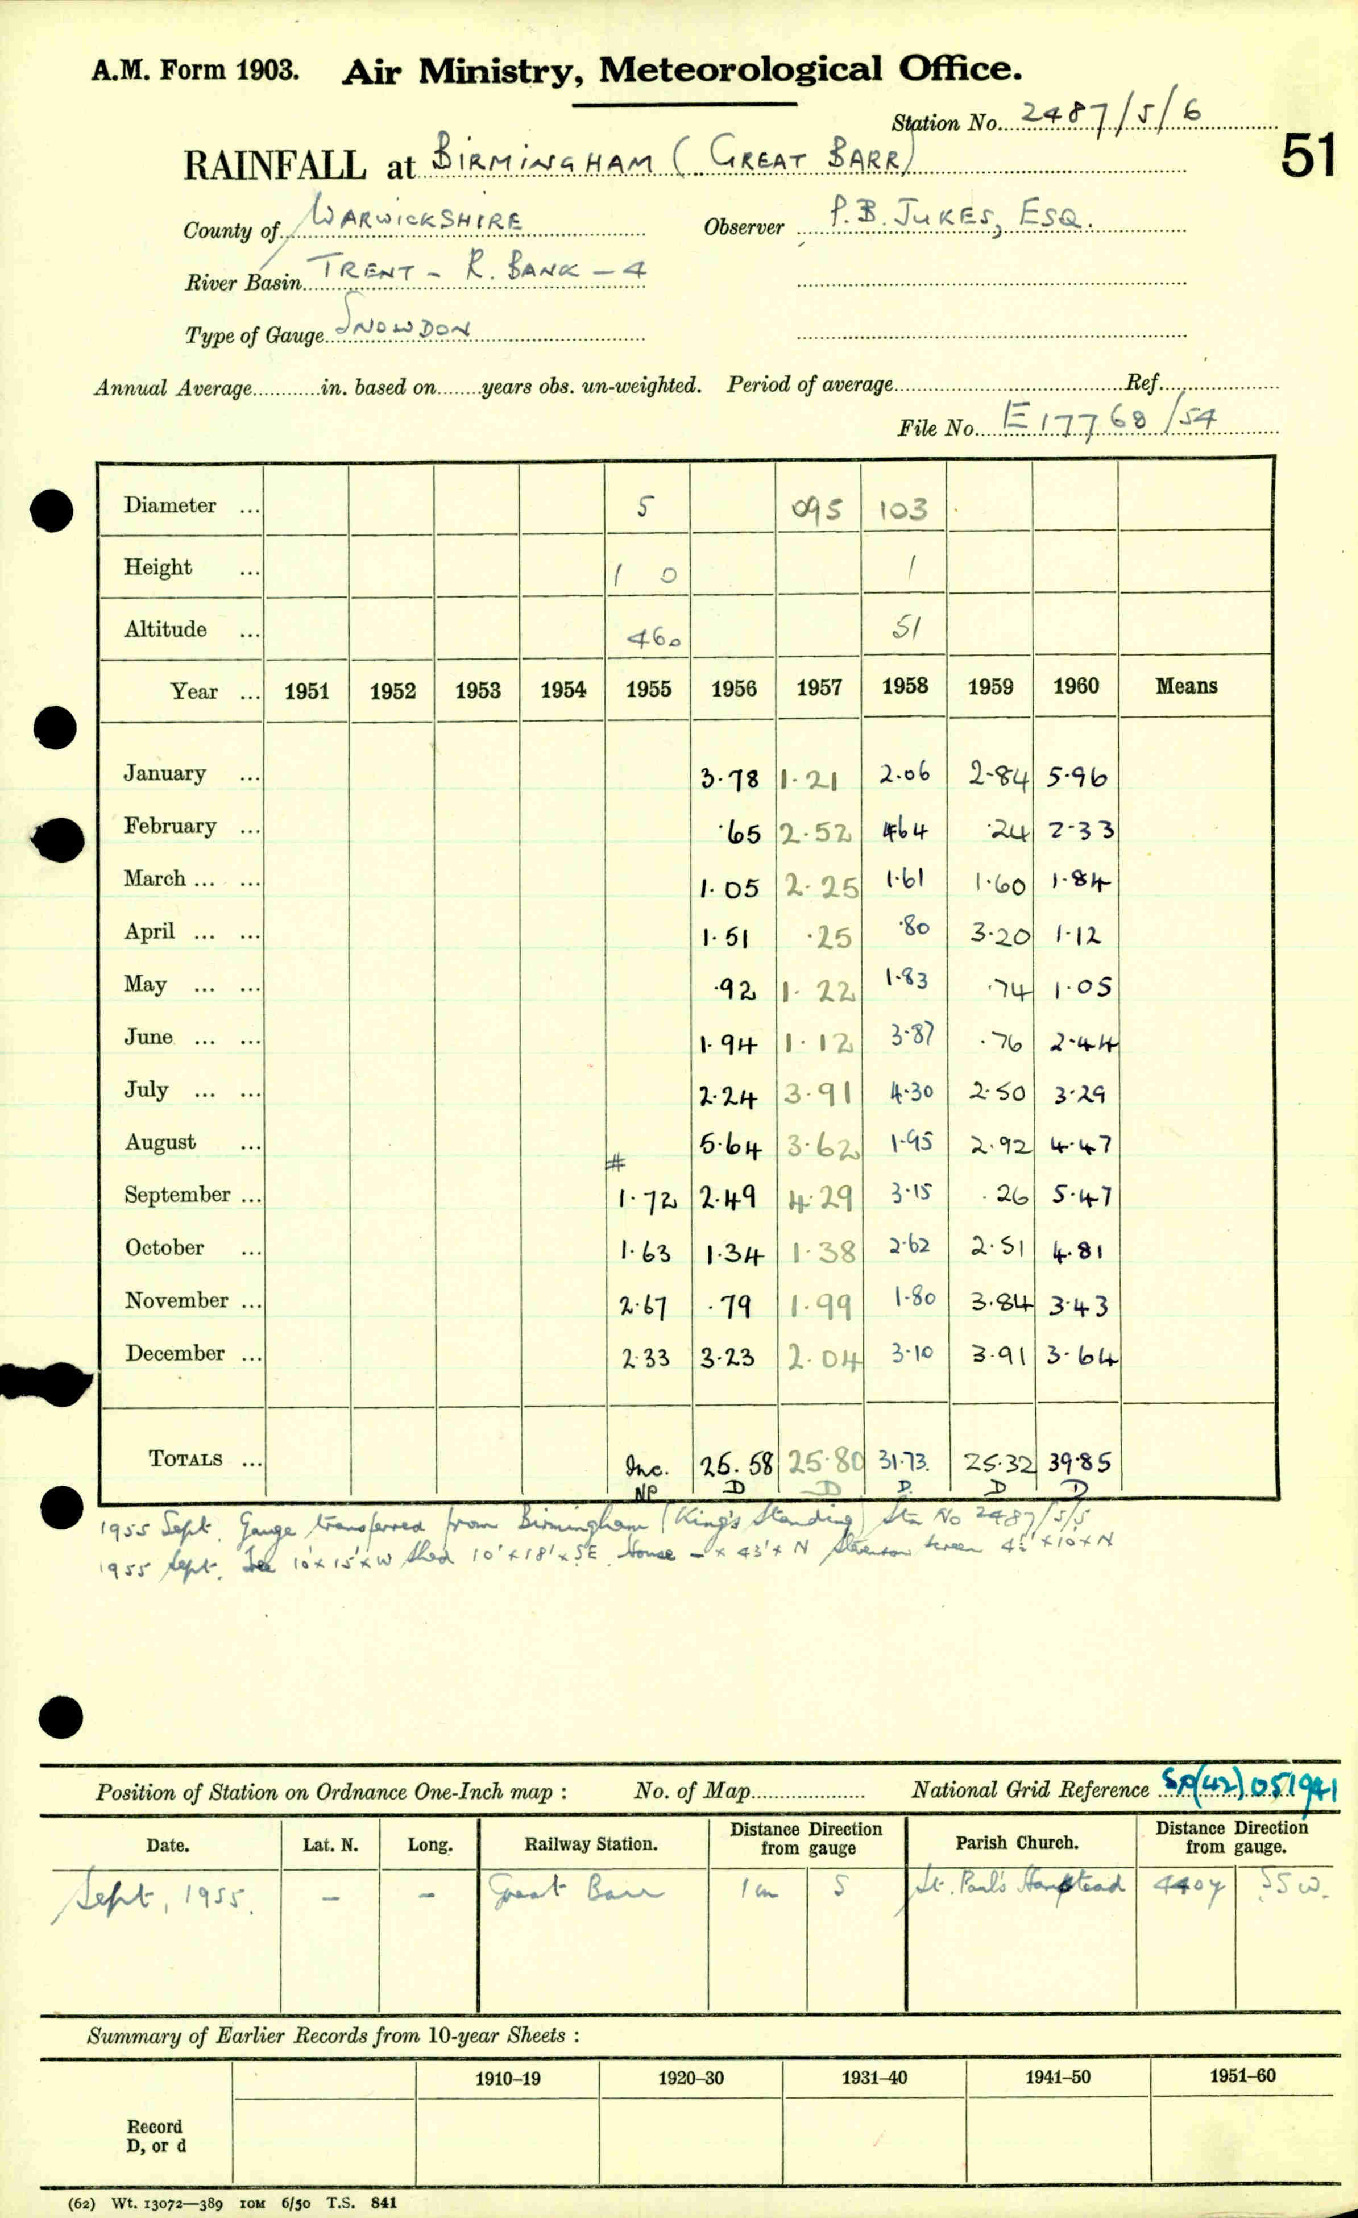 A.M. Form 1903. Air Ministry, Meteorological Office.
Station No. 2487/5/6
51
RAINFALL at BIRMINGHAM (GREAT BARR)
County of WARWICKSHIRE Observer P.B. JUKES, ESQ.
River Basin TRENT - R. BANK - 4
Type of Gauge SNOWDON
Annual Average............in. based on........years obs. un-weighted. Period of average............Ref............
File No. E17768/54
Diameter ... 5 095 103
Height ... 1 0 1
Altitude ... 460 51
Year ... 1951 1952 1953 1954 1955 1956 1957 1958 1959 1960 Means
January ... 3.78 1.21 2.06 2.84 5.96
February ... .65 2.52 4.64 .24 2.33
March ... ... 1.05 2.25 1.61 1.60 1.84
April ... ... 1.51 .25 .80 3.20 1.12
May ... ... .92 1.22 1.83 .74 1.05
June ... ... 1.94 1.12 3.87 .76 2.44
July ... ... 2.24 3.91 4.30 2.50 3.29
August ... 5.64 3.62 1.95 2.92 4.47
#
September ... 1.72 2.49 4.29 3.15 .26 5.47
October ... 1.63 1.34 1.38 2.62 2.51 4.81
November ... 2.67 .79 1.99 1.80 3.84 3.43
December ... 2.33 3.23 2.04 3.10 3.91 3.64
TOTALS ... Inc. 25.58 25.80 31.73. 25.32 39.85
NP D D D. D D
1955 Sept. Gauge transferred from Birmingham (King's Standing) Stn No 2487/5/5
1955 Sept. Tree 10'x15'xW Shed 10'x18'xSE. House - x 43'x N Stevenson Screen 4½'x10'xN
Position of Station on Ordnance One-Inch map : No. of Map............ National Grid Reference SP(42)051941
Date. Lat. N. Long. Railway Station. Distance Direction from gauge Parish Church. Distance Direction from gauge.
Sept, 1955. - - Great Barr 1m S St. Paul's Hamstead 440y SSW.
Summary of Earlier Records from 10-year Sheets :
1910–19 1920–30 1931–40 1941–50 1951–60
Record
D, or d
(62) Wt. 13072—389 10M 6/50 T.S. 841